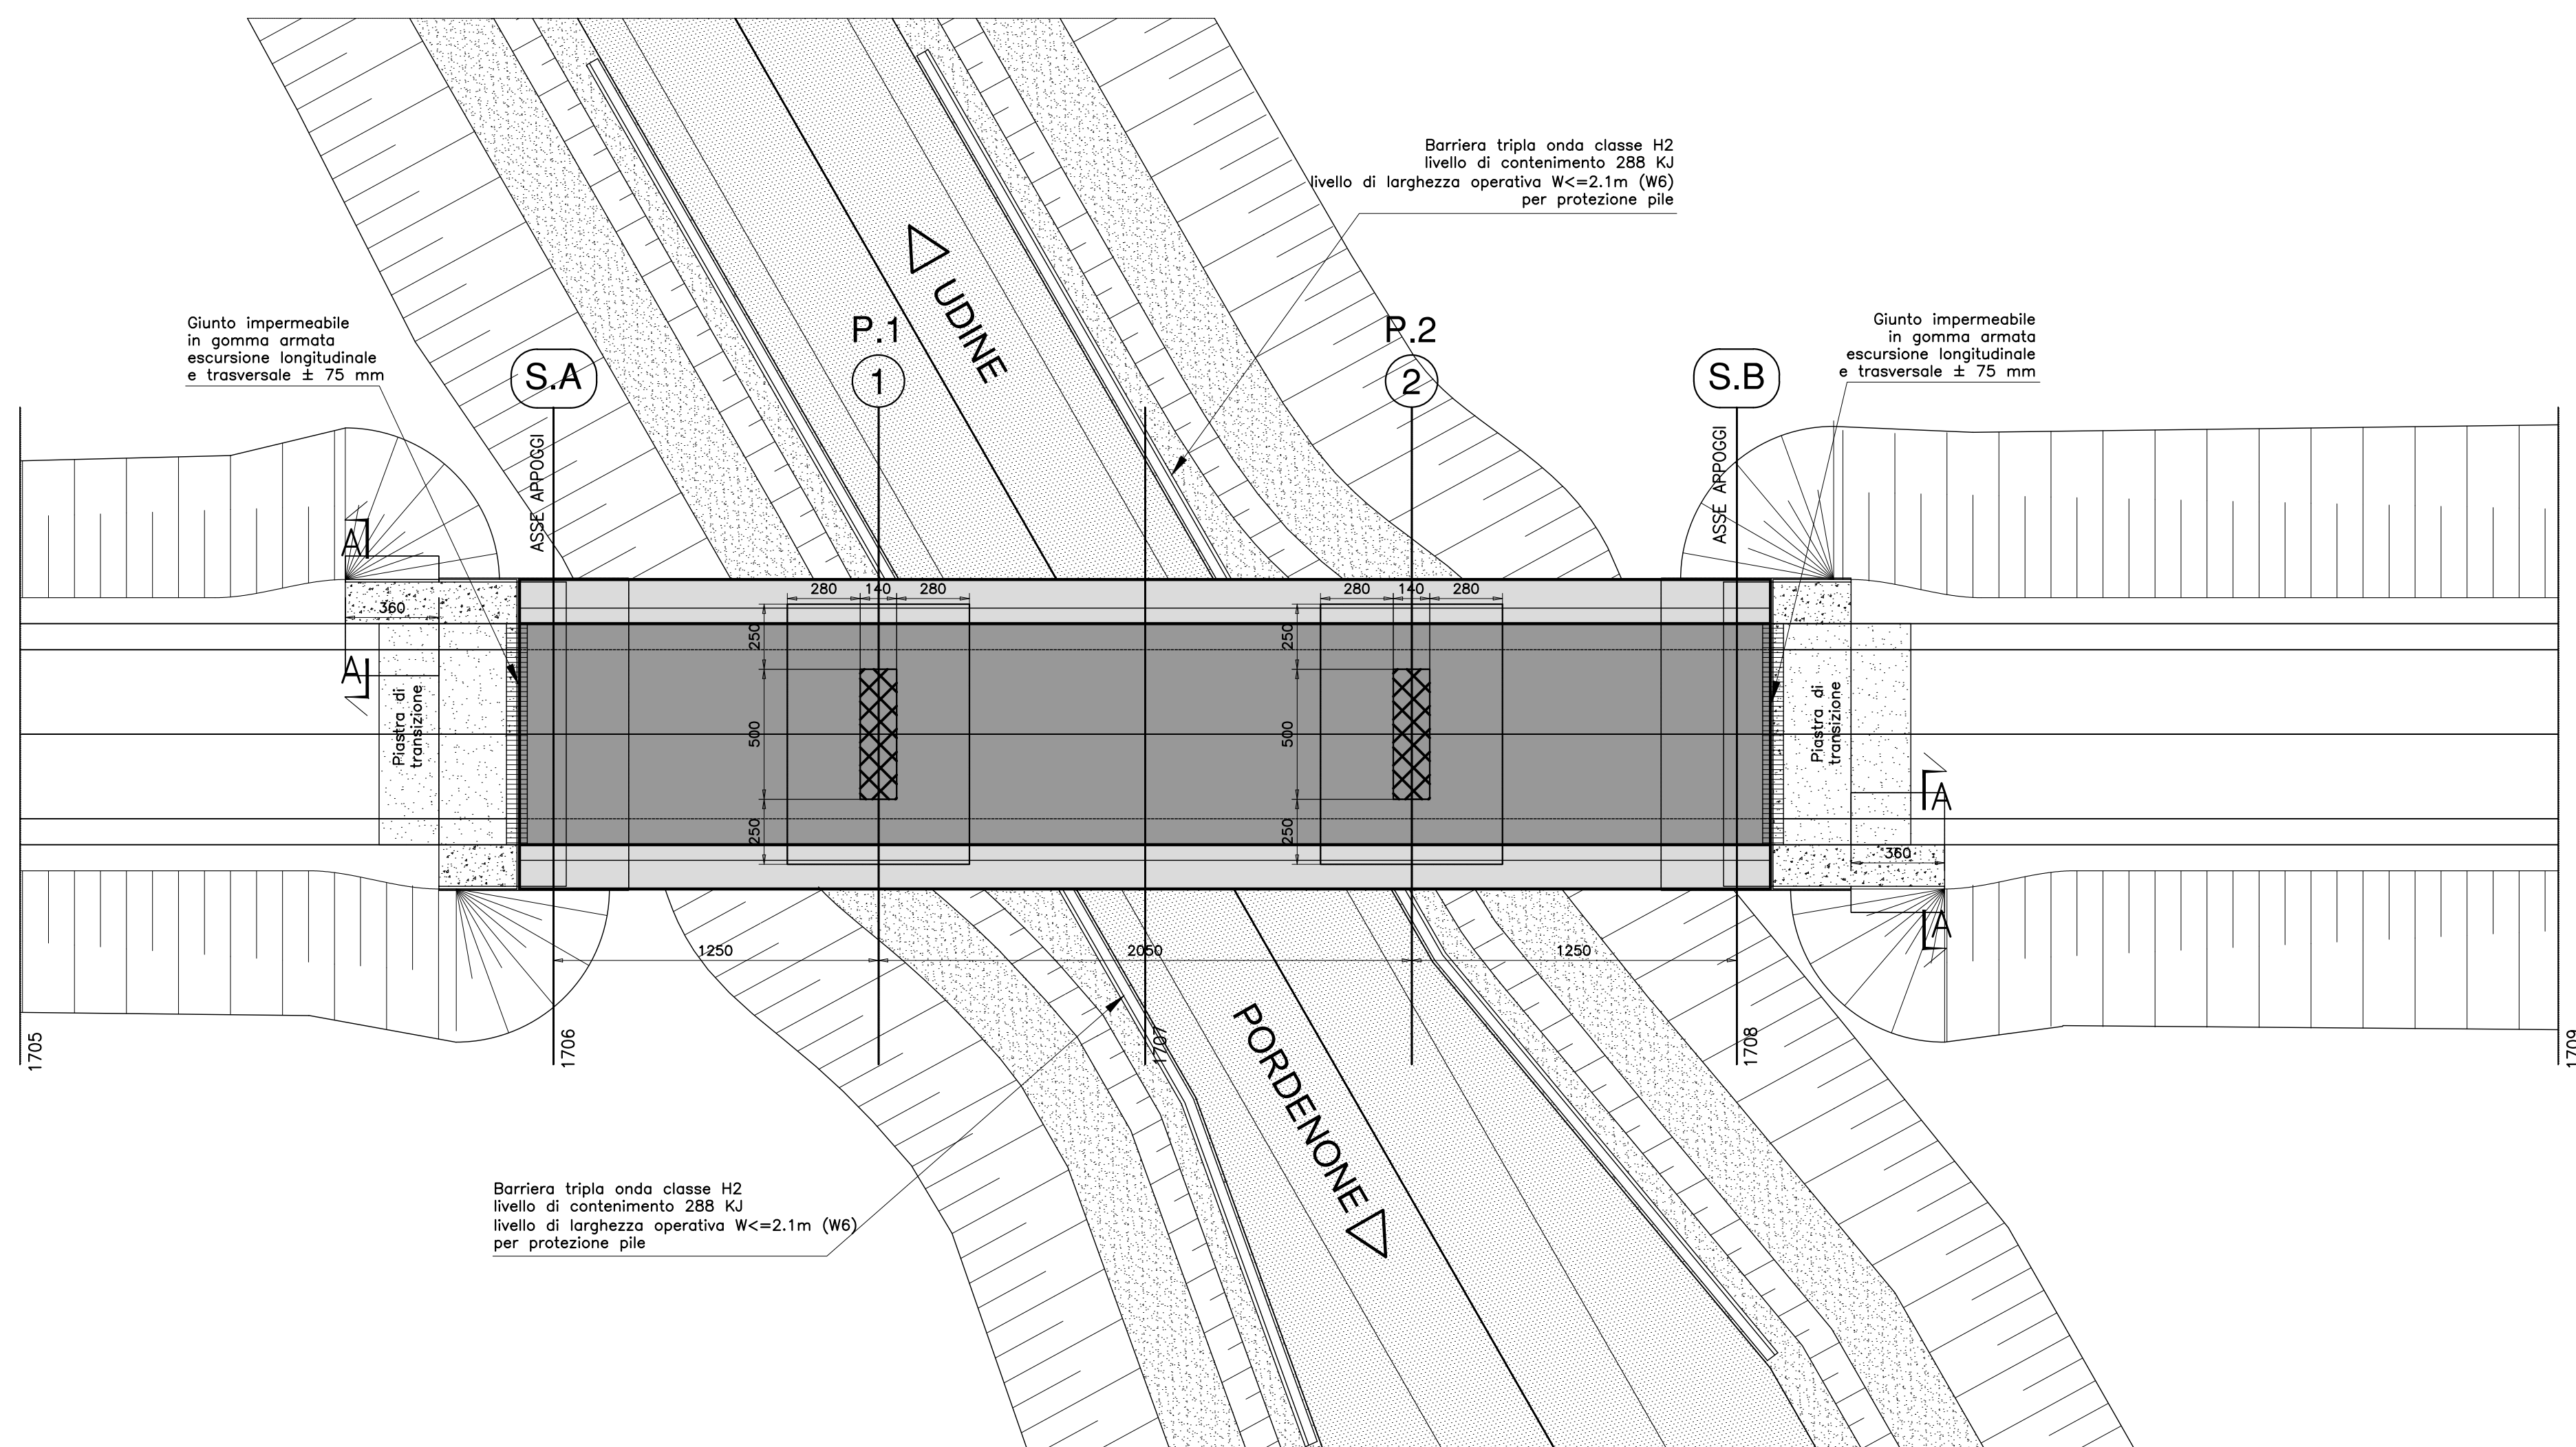 Barriera tripla onda classe H2
livello di contenimento 288 KJ
livello di larghezza operativa W<=2.1m (W6)
per protezione pile
UDINE
Giunto impermeabile
in gomma armata
escursione longitudinale
e trasversale ± 75 mm
S.A
P.1
1
P.2
2
S.B
Giunto impermeabile
in gomma armata
escursione longitudinale
e trasversale ± 75 mm
ASSE APPOGGI
ASSE APPOGGI
A
A
360
Piastra di
transizione
280 140 280
250
500
250
280 140 280
250
500
250
Piastra di
transizione
A
A
360
1250
2050
1250
1705
1706
1707
1708
1709
PORDENONE
Barriera tripla onda classe H2
livello di contenimento 288 KJ
livello di larghezza operativa W<=2.1m (W6)
per protezione pile